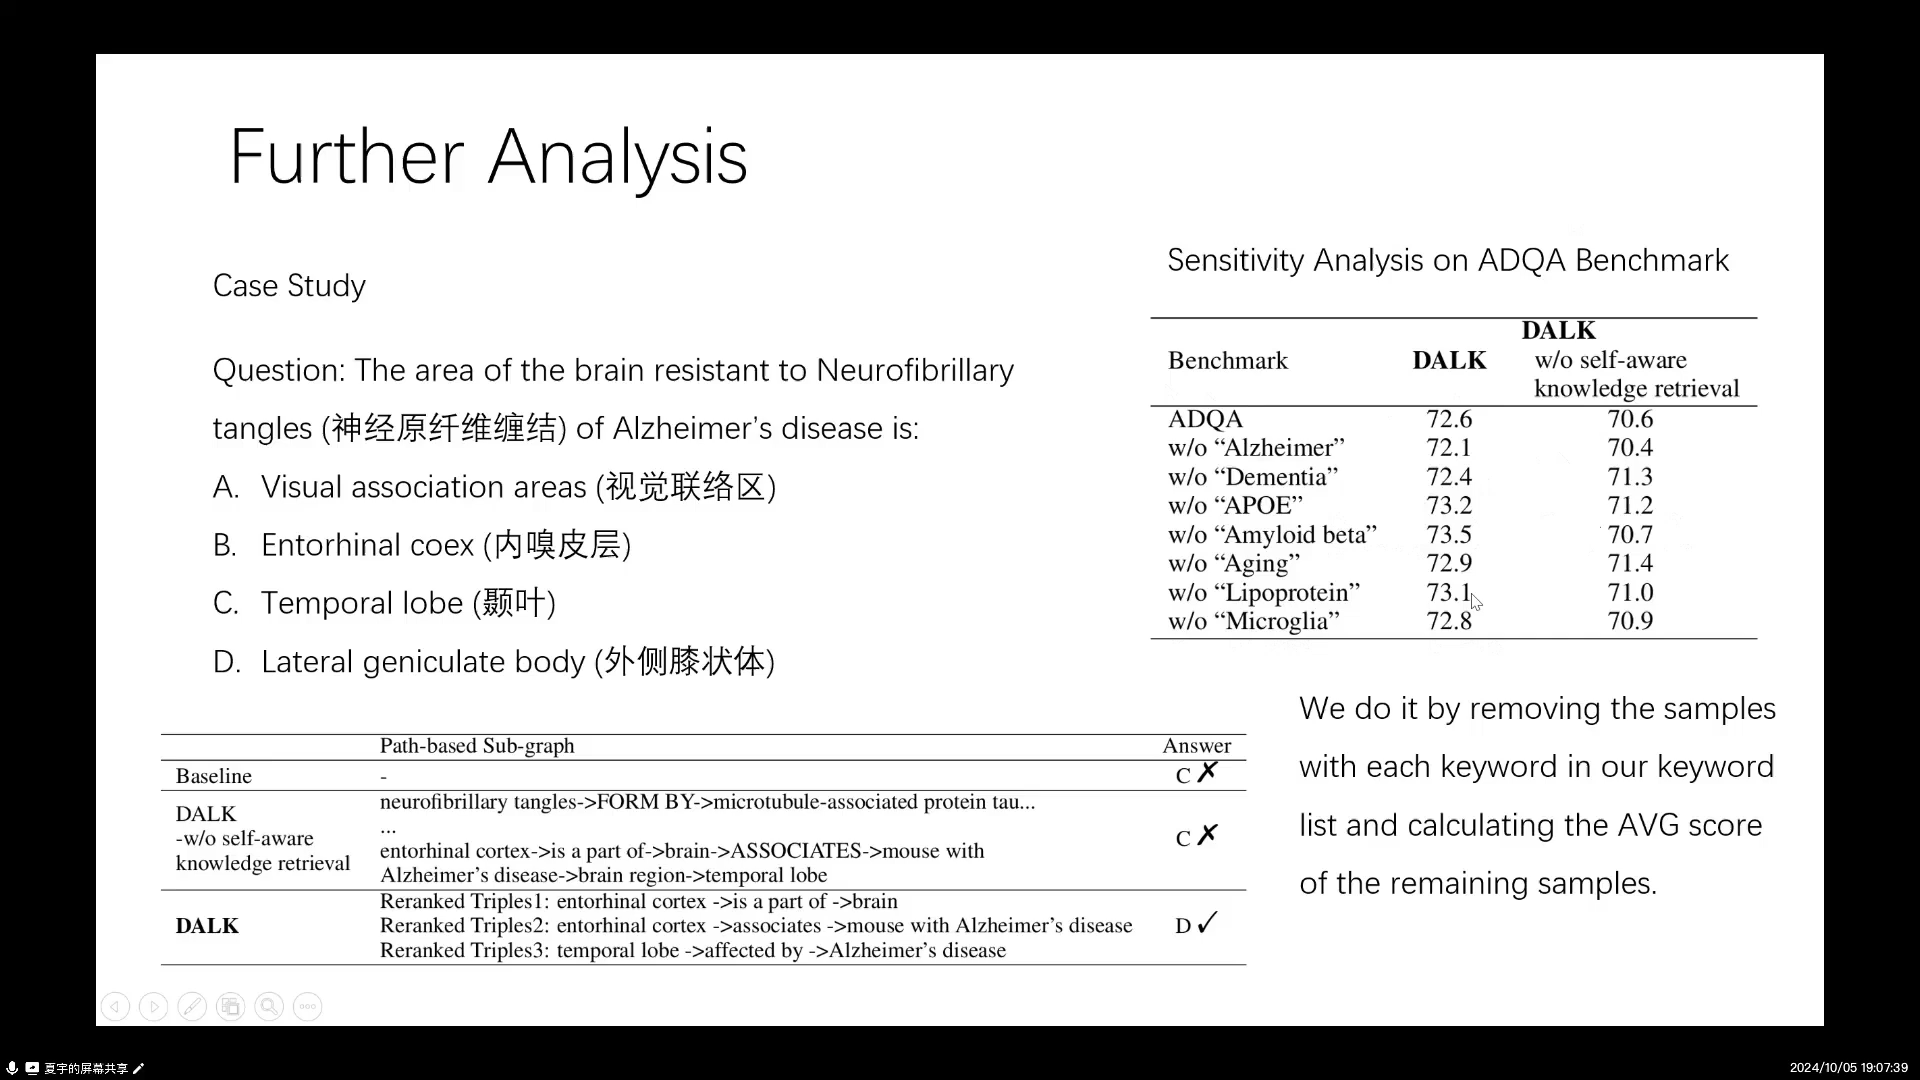 Further Analysis
Case Study
Question: The area of the brain resistant to Neurofibrillary
tangles (神经原纤维缠结) of Alzheimer's disease is:
A. Visual association areas (视觉联络区)
B. Entorhinal coex (内嗅皮层)
C. Temporal lobe (颞叶)
D. Lateral geniculate body (外侧膝状体)
Path-based Sub-graph Answer
Baseline - C ✗
DALK
-w/o self-aware
knowledge retrieval
neurofibrillary tangles->FORM BY->microtubule-associated protein tau...
...
entorhinal cortex->is a part of->brain->ASSOCIATES->mouse with
Alzheimer's disease->brain region->temporal lobe
C ✗
DALK
Reranked Triples1: entorhinal cortex ->is a part of ->brain
Reranked Triples2: entorhinal cortex ->associates ->mouse with Alzheimer's disease
Reranked Triples3: temporal lobe ->affected by ->Alzheimer's disease
D ✓
Sensitivity Analysis on ADQA Benchmark
Benchmark DALK
DALK
w/o self-aware
knowledge retrieval
ADQA 72.6 70.6
w/o “Alzheimer” 72.1 70.4
w/o “Dementia” 72.4 71.3
w/o “APOE” 73.2 71.2
w/o “Amyloid beta” 73.5 70.7
w/o “Aging” 72.9 71.4
w/o “Lipoprotein” 73.1 71.0
w/o “Microglia” 72.8 70.9
We do it by removing the samples
with each keyword in our keyword
list and calculating the AVG score
of the remaining samples.
夏宇的屏幕共享
2024/10/05 19:07:39